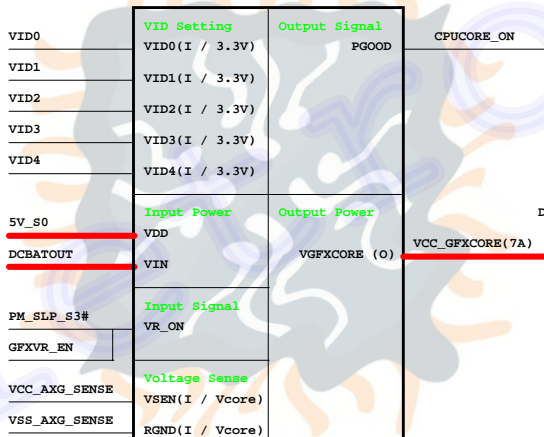 VID Setting
Output Signal
VID0
VID0(I / 3.3V)
PGOOD
CPUCORE_ON
VID1
VID1(I / 3.3V)
VID2
VID2(I / 3.3V)
VID3
VID3(I / 3.3V)
VID4
VID4(I / 3.3V)
Input Power
Output Power
D
5V_S0
VDD
DCBATOUT
VIN
VGFXCORE (O)
VCC_GFXCORE(7A)
Input Signal
PM_SLP_S3#
VR_ON
GFXVR_EN
Voltage Sense
VCC_AXG_SENSE
VSEN(I / Vcore)
VSS_AXG_SENSE
RGND(I / Vcore)